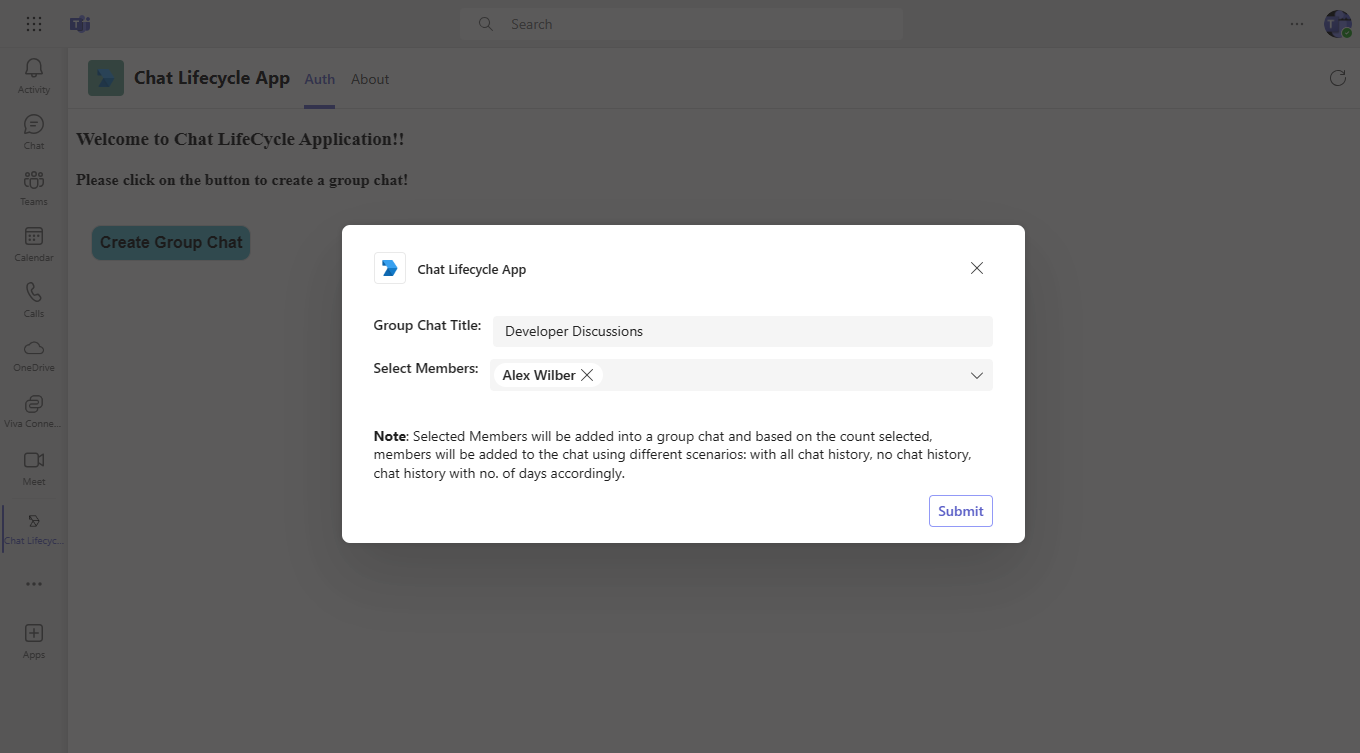 Search
Activity
Chat
Teams
Calendar
Calls
OneDrive
Viva Conne...
Meet
Chat Lifecyc...
Apps
Chat Lifecycle App Auth About
Welcome to Chat LifeCycle Application!!
Please click on the button to create a group chat!
Create Group Chat
Chat Lifecycle App
Group Chat Title: Developer Discussions
Select Members: Alex Wilber
Note: Selected Members will be added into a group chat and based on the count selected,
members will be added to the chat using different scenarios: with all chat history, no chat history,
chat history with no. of days accordingly.
Submit